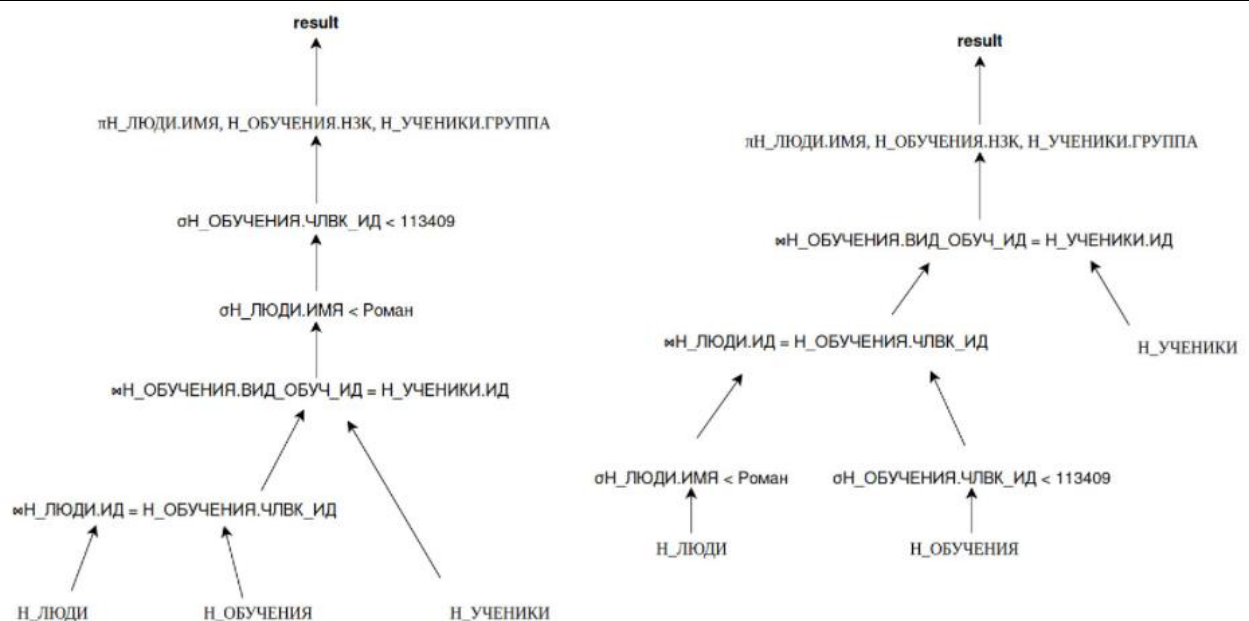 result
πН_ЛЮДИ.ИМЯ, Н_ОБУЧЕНИЯ.НЗК, Н_УЧЕНИКИ.ГРУППА
σН_ОБУЧЕНИЯ.ЧЛВК_ИД < 113409
σН_ЛЮДИ.ИМЯ < Роман
⋈Н_ОБУЧЕНИЯ.ВИД_ОБУЧ_ИД = Н_УЧЕНИКИ.ИД
⋈Н_ЛЮДИ.ИД = Н_ОБУЧЕНИЯ.ЧЛВК_ИД
Н_ЛЮДИ
Н_ОБУЧЕНИЯ
Н_УЧЕНИКИ
result
πН_ЛЮДИ.ИМЯ, Н_ОБУЧЕНИЯ.НЗК, Н_УЧЕНИКИ.ГРУППА
⋈Н_ОБУЧЕНИЯ.ВИД_ОБУЧ_ИД = Н_УЧЕНИКИ.ИД
⋈Н_ЛЮДИ.ИД = Н_ОБУЧЕНИЯ.ЧЛВК_ИД
Н_УЧЕНИКИ
σН_ЛЮДИ.ИМЯ < Роман
σН_ОБУЧЕНИЯ.ЧЛВК_ИД < 113409
Н_ЛЮДИ
Н_ОБУЧЕНИЯ